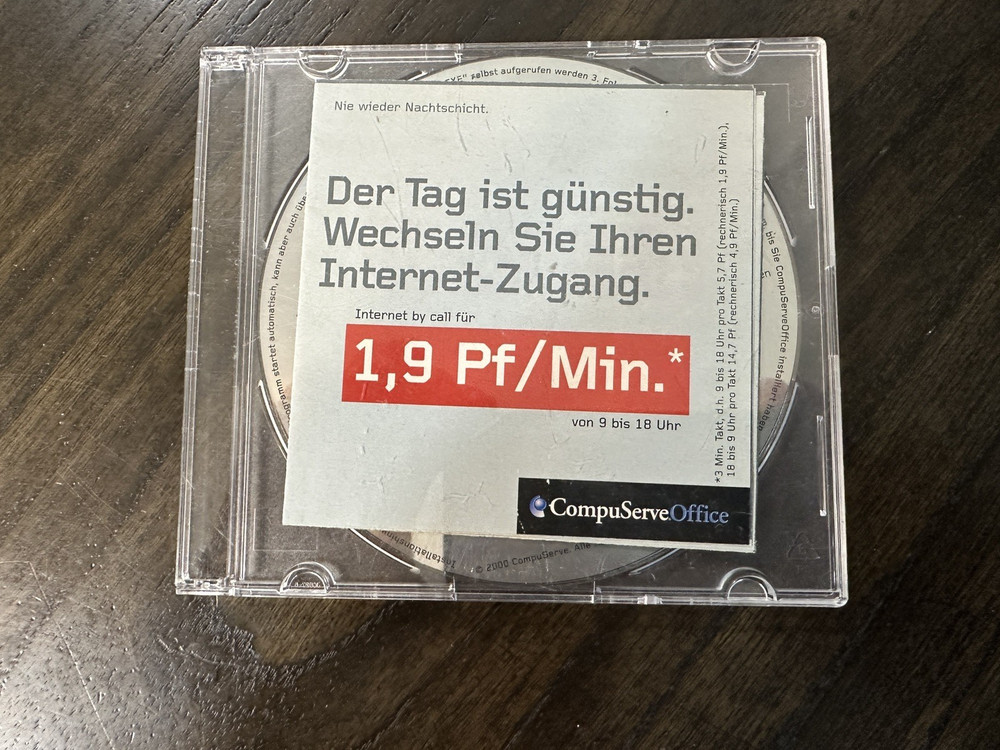 Nie wieder Nachtschicht.
Der Tag ist günstig.
Wechseln Sie Ihren
Internet-Zugang.
Internet by call für
1,9 Pf/Min.*
von 9 bis 18 Uhr
*3 Min. Takt, d.h. 9 bis 18 Uhr pro Takt 5,7 Pf (rechnerisch 1,9 Pf/Min.),
18 bis 9 Uhr pro Takt 14,7 Pf (rechnerisch 4,9 Pf/Min.)
CompuServe.Office
selbst aufgerufen werden 3.
bis Sie CompuServeOffice installiert haben
startet automatisch, kann aber auch
© 2000 CompuServe.